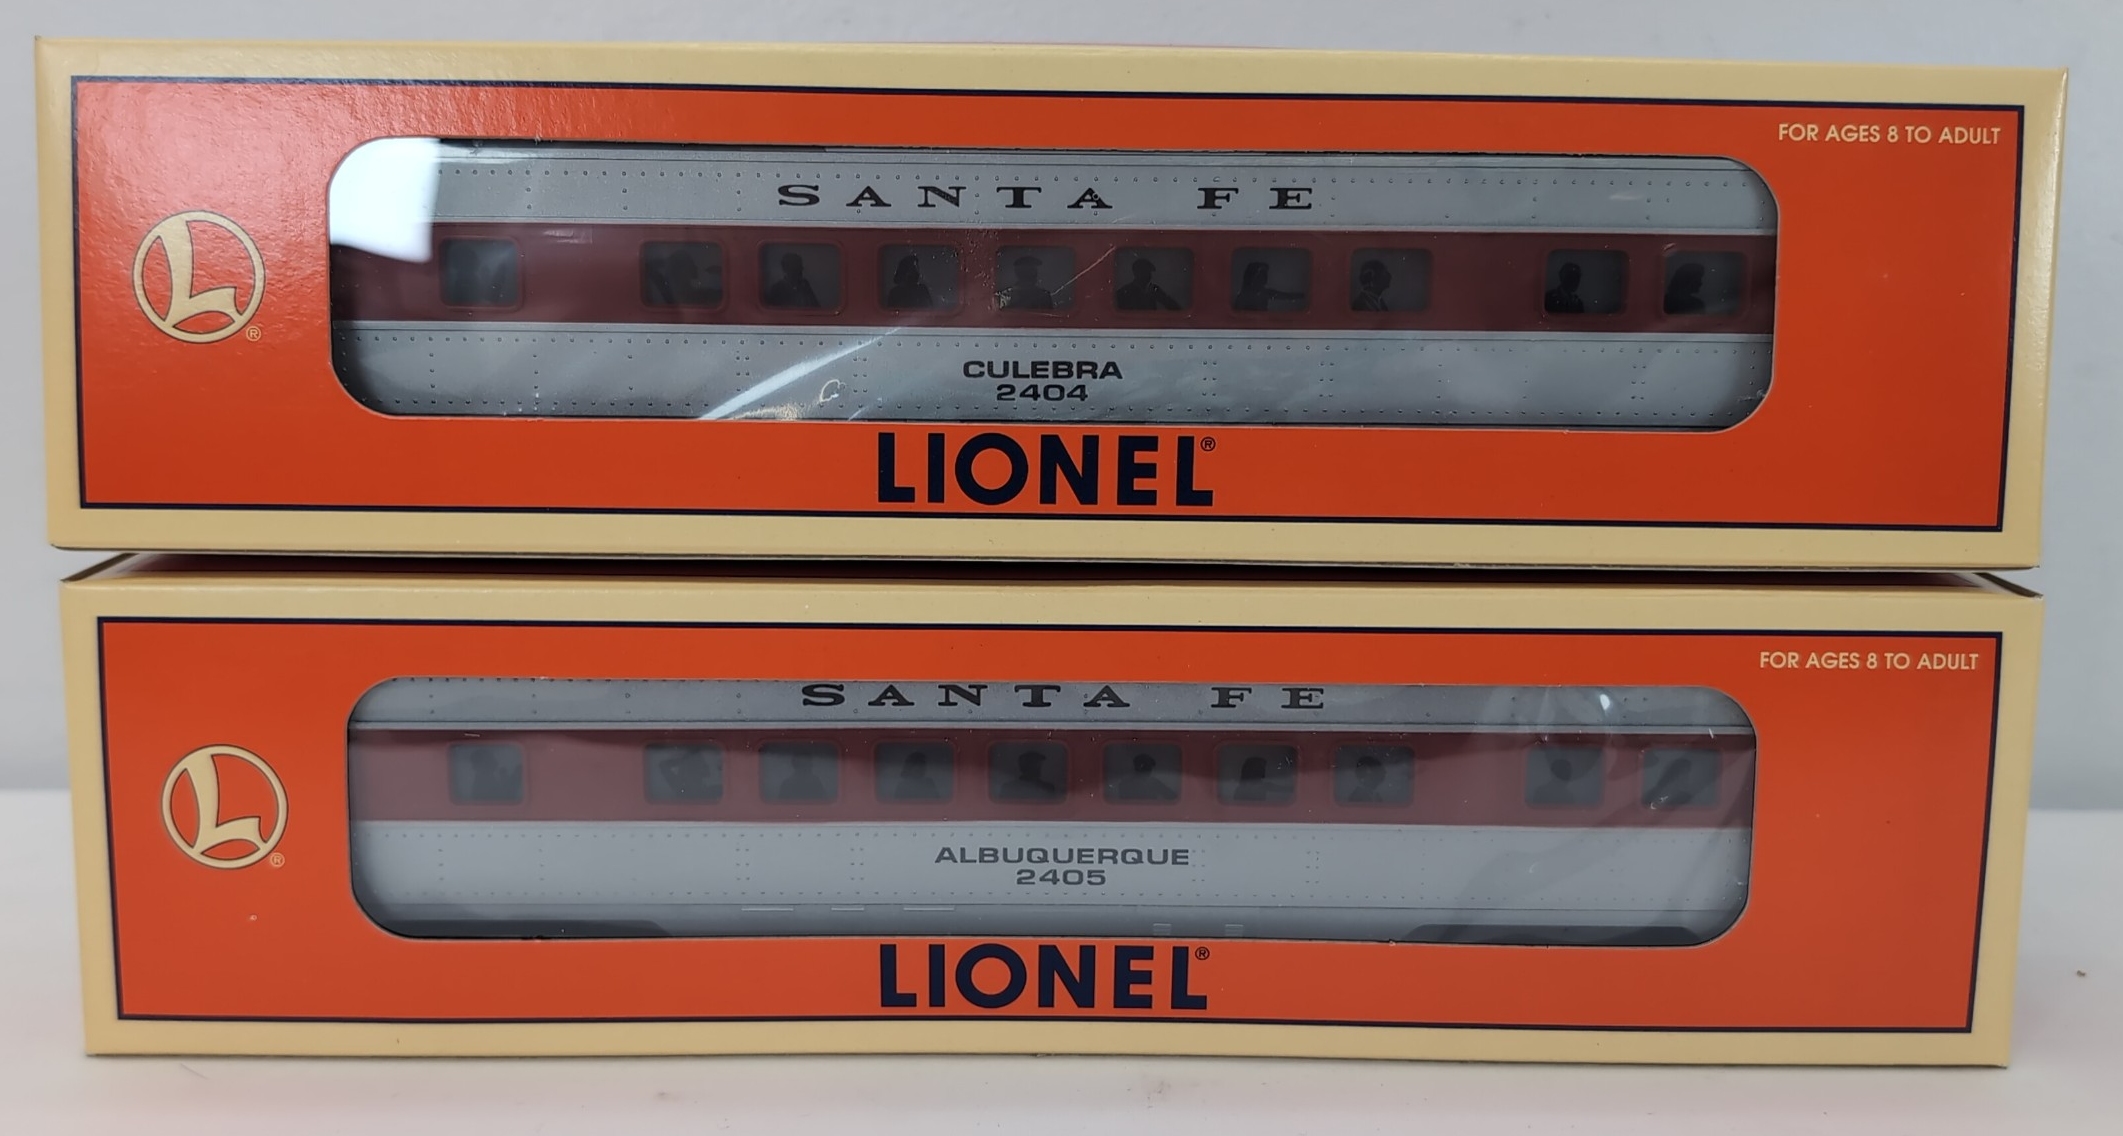 FOR AGES 8 TO ADULT
SANTA FE
L
®
CULEBRA
2404
LIONEL®
FOR AGES 8 TO ADULT
SANTA FE
L
®
ALBUQUERQUE
2405
LIONEL®